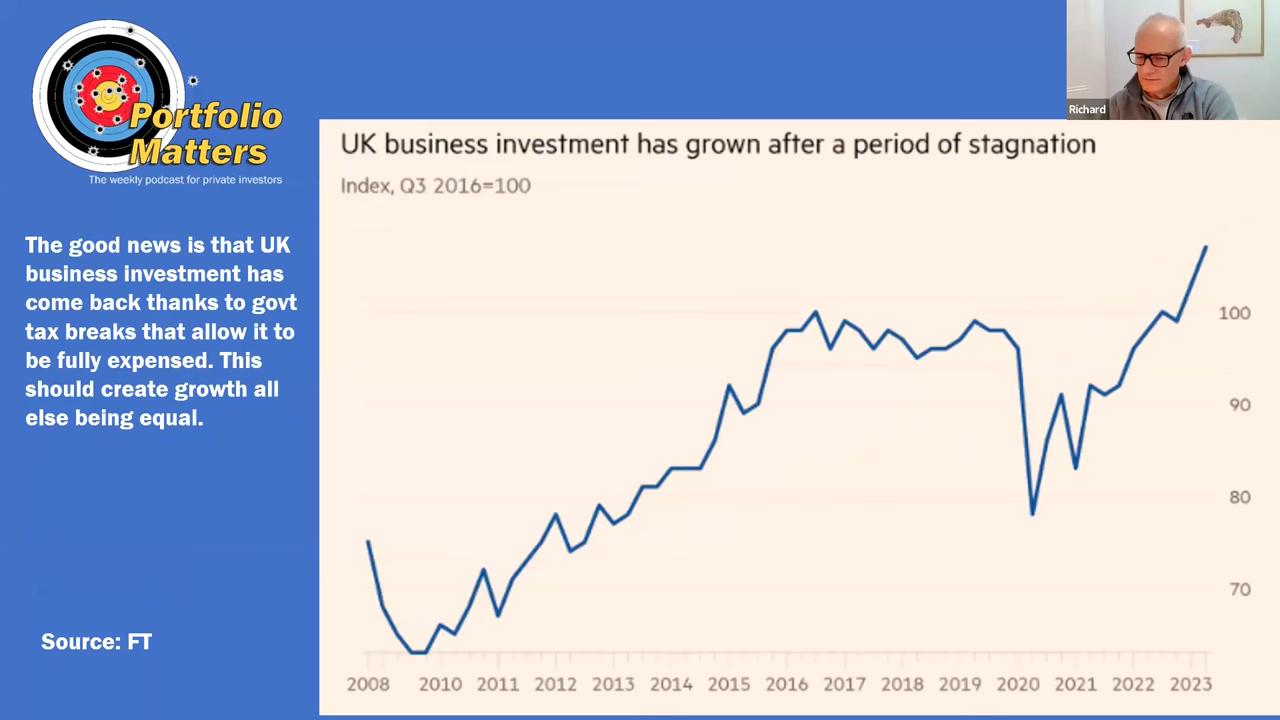 Portfolio
Matters
The weekly podcast for private investors
Richard
The good news is that UK
business investment has
come back thanks to govt
tax breaks that allow it to
be fully expensed. This
should create growth all
else being equal.
Source: FT
UK business investment has grown after a period of stagnation
Index, Q3 2016=100
100
90
80
70
2008 2010 2011 2012 2013 2014 2015 2016 2017 2018 2019 2020 2021 2022 2023